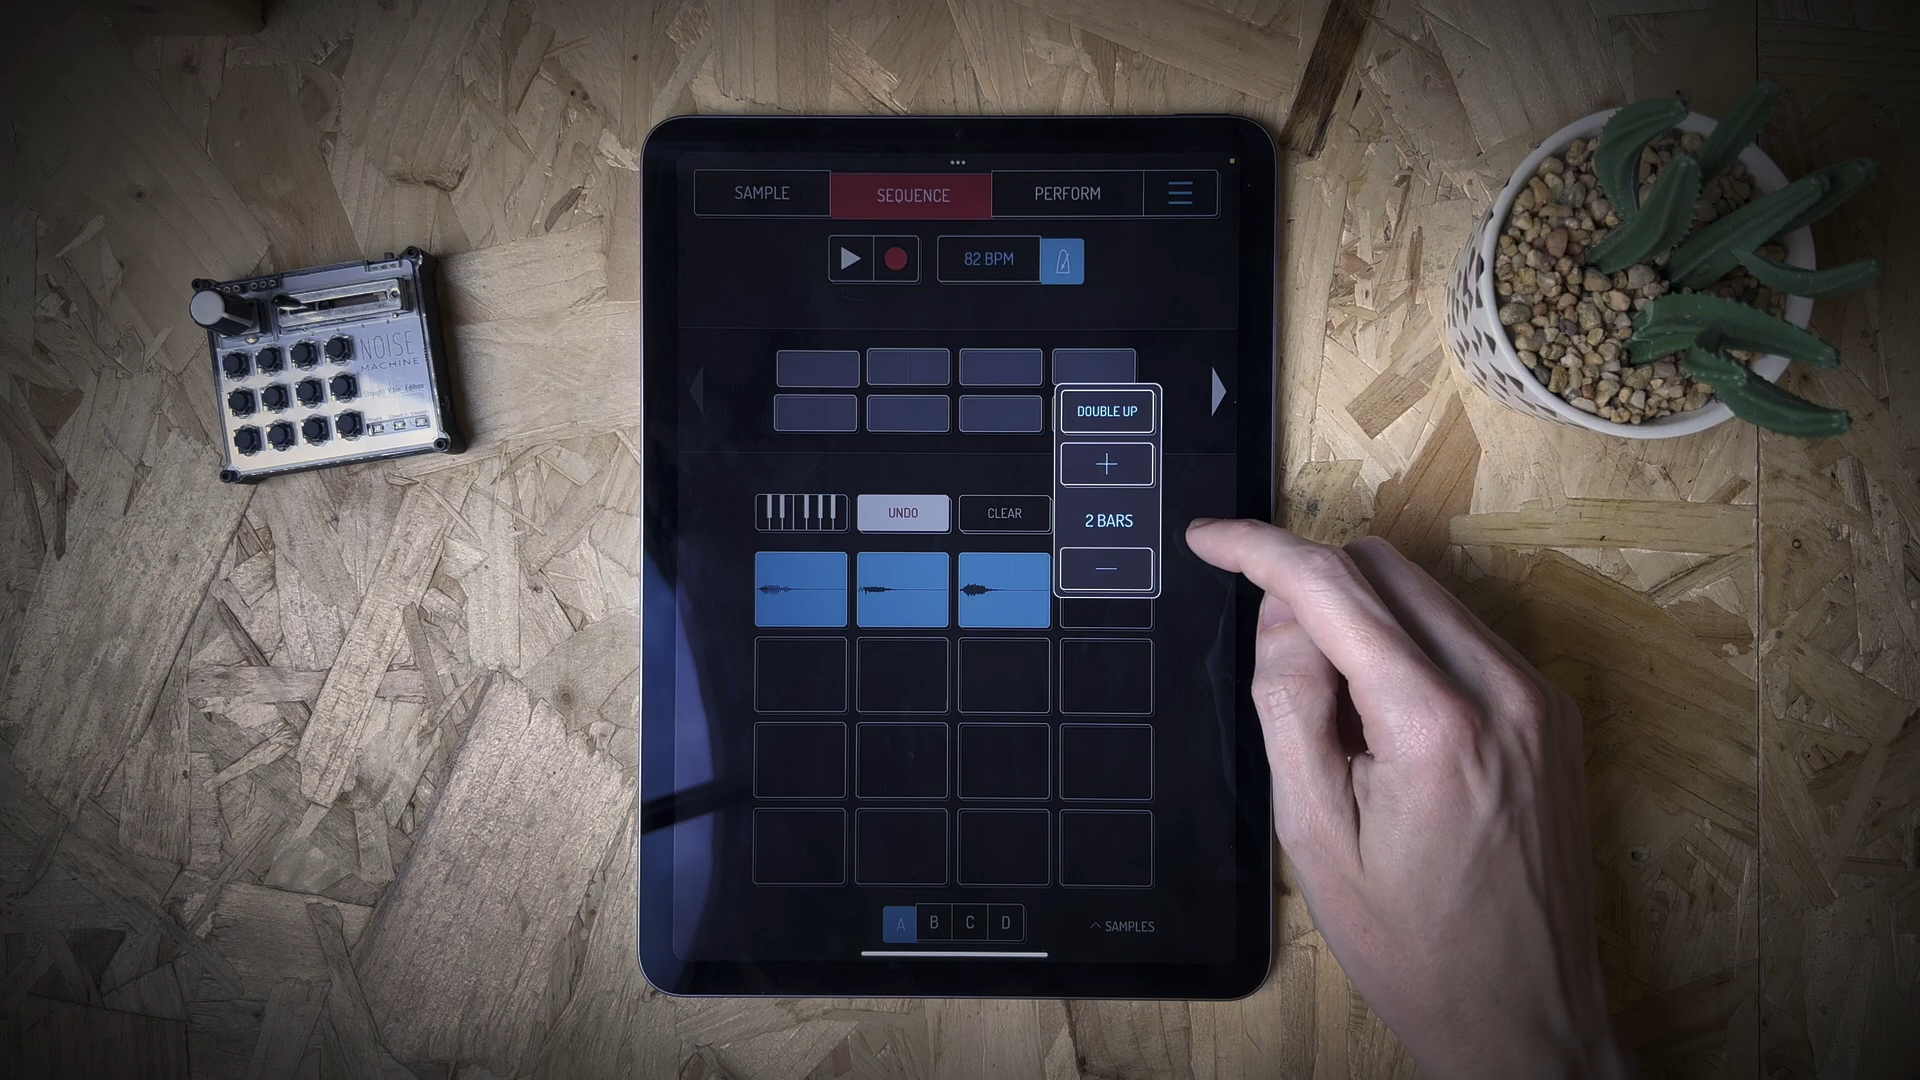 SAMPLE
SEQUENCE
PERFORM
82 BPM
NOISE
MACHINE
DOUBLE UP
UNDO
CLEAR
2 BARS
A
B
C
D
SAMPLES